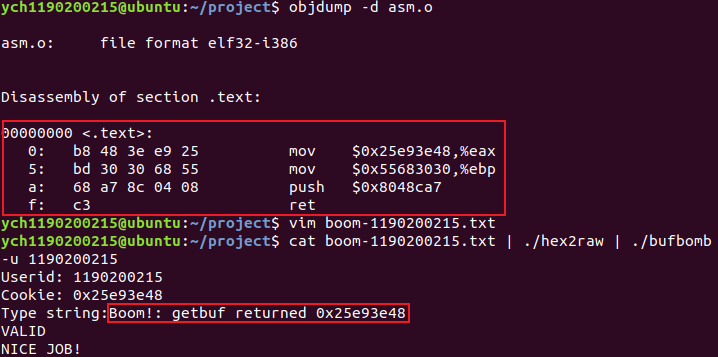 ych1190200215@ubuntu:~/project$ objdump -d asm.o
asm.o:     file format elf32-i386
Disassembly of section .text:
00000000 <.text>:
   0:   b8 48 3e e9 25          mov    $0x25e93e48,%eax
   5:   bd 30 30 68 55          mov    $0x55683030,%ebp
   a:   68 a7 8c 04 08          push   $0x8048ca7
   f:   c3                      ret
ych1190200215@ubuntu:~/project$ vim boom-1190200215.txt
ych1190200215@ubuntu:~/project$ cat boom-1190200215.txt | ./hex2raw | ./bufbomb
-u 1190200215
Userid: 1190200215
Cookie: 0x25e93e48
Type string:Boom!: getbuf returned 0x25e93e48
VALID
NICE JOB!